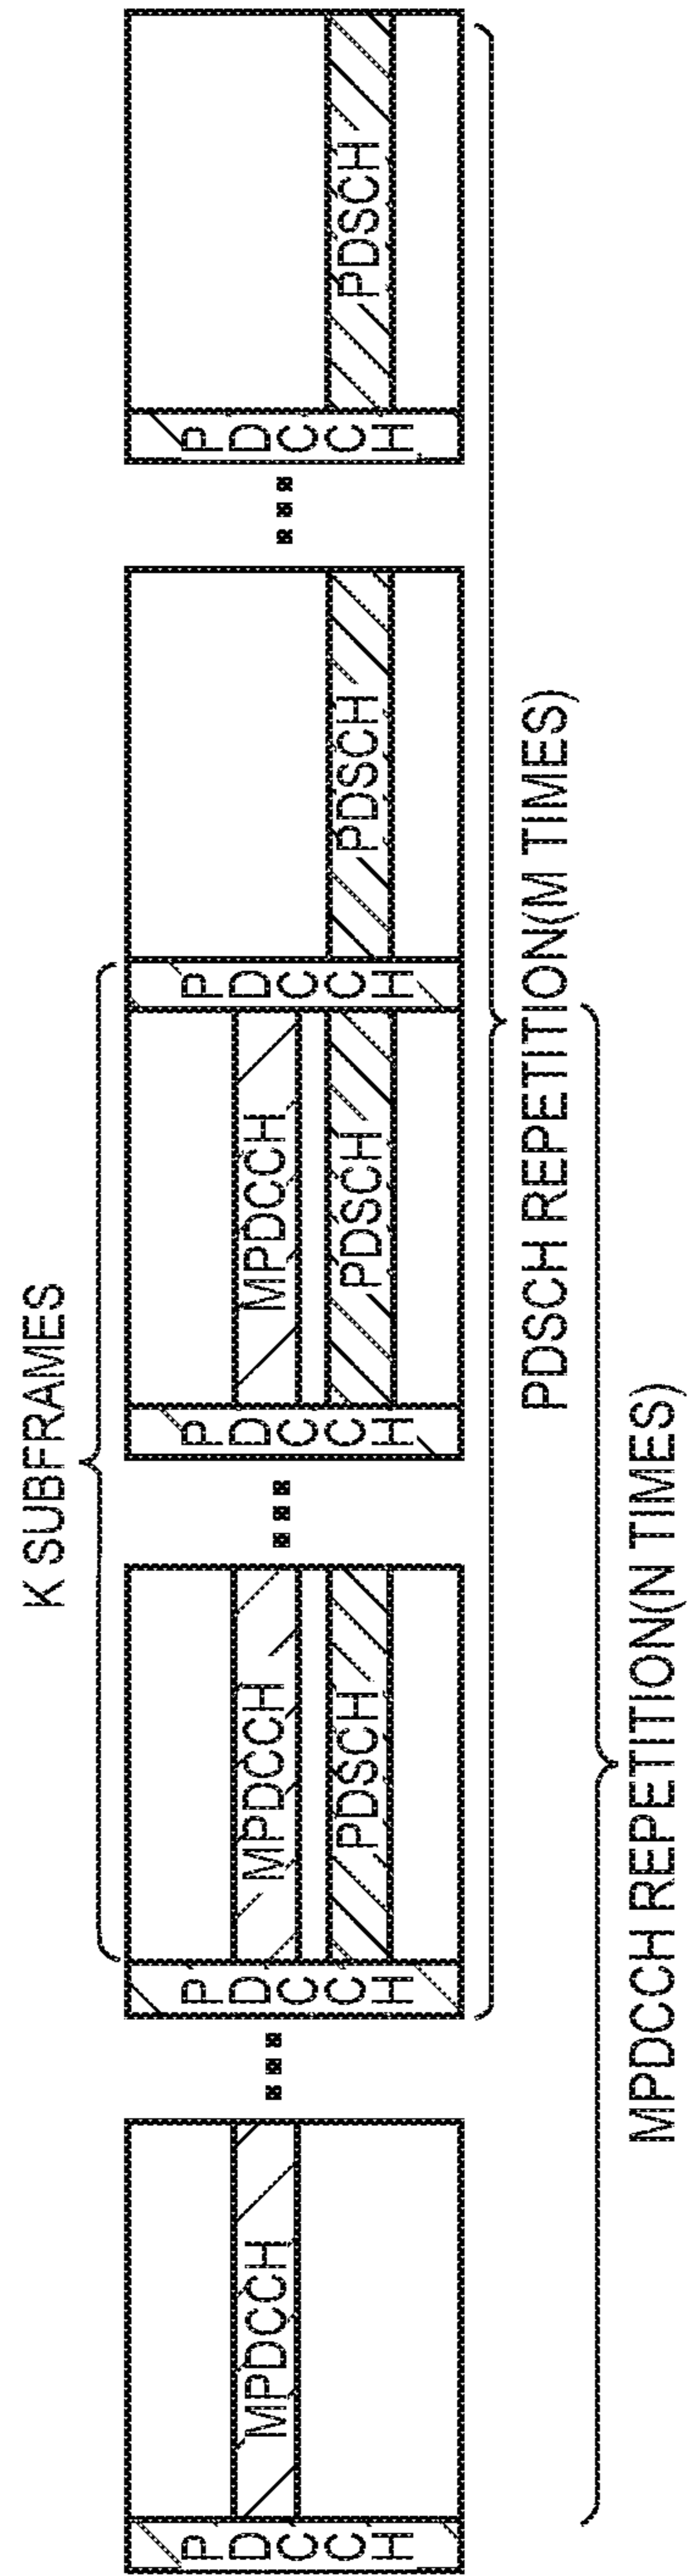 K SUBFRAMES
PDCCH
MPDCCH
PDCCH
MPDCCH
PDSCH
PDCCH
MPDCCH
PDSCH
PDCCH
PDSCH
PDCCH
PDSCH
PDSCH REPETITION(M TIMES)
MPDCCH REPETITION(N TIMES)